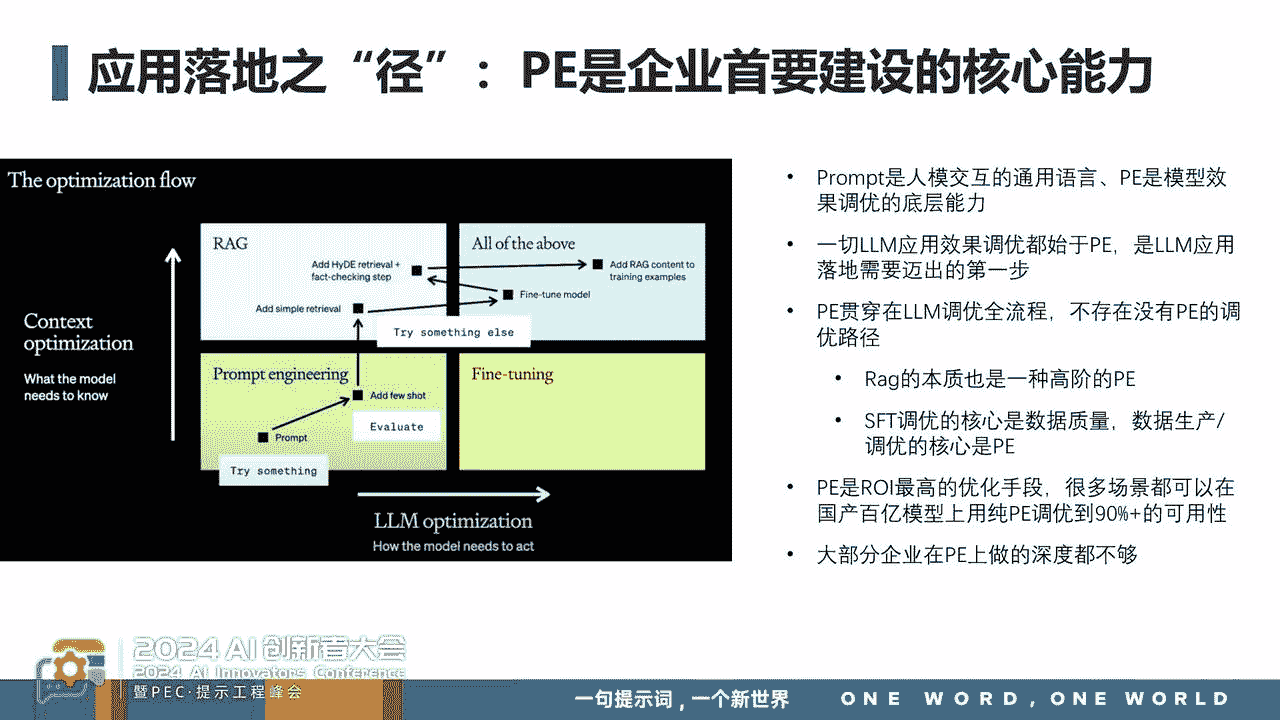 应用落地之“径”：PE是企业首要建设的核心能力
The optimization flow
RAG
Add HyDE retrieval +
fact-checking step
Add simple retrieval
All of the above
Add RAG content to
training examples
Fine-tune model
Try something else
Context
optimization
What the model
needs to know
Prompt engineering
Add few shot
Evaluate
Prompt
Try something
Fine-tuning
LLM optimization
How the model needs to act
• Prompt是人模交互的通用语言、PE是模型效
果调优的底层能力
• 一切LLM应用效果调优都始于PE，是LLM应用
落地需要迈出的第一步
• PE贯穿在LLM调优全流程，不存在没有PE的调
优路径
• Rag的本质也是一种高阶的PE
• SFT调优的核心是数据质量，数据生产/
调优的核心是PE
• PE是ROI最高的优化手段，很多场景都可以在
国产百亿模型上用纯PE调优到90%+的可用性
• 大部分企业在PE上做的深度都不够
2024 AI 创新者大会
2024 AI Innovators Conference
暨PEC·提示工程峰会
一句提示词，一个新世界
ONE WORD, ONE WORLD